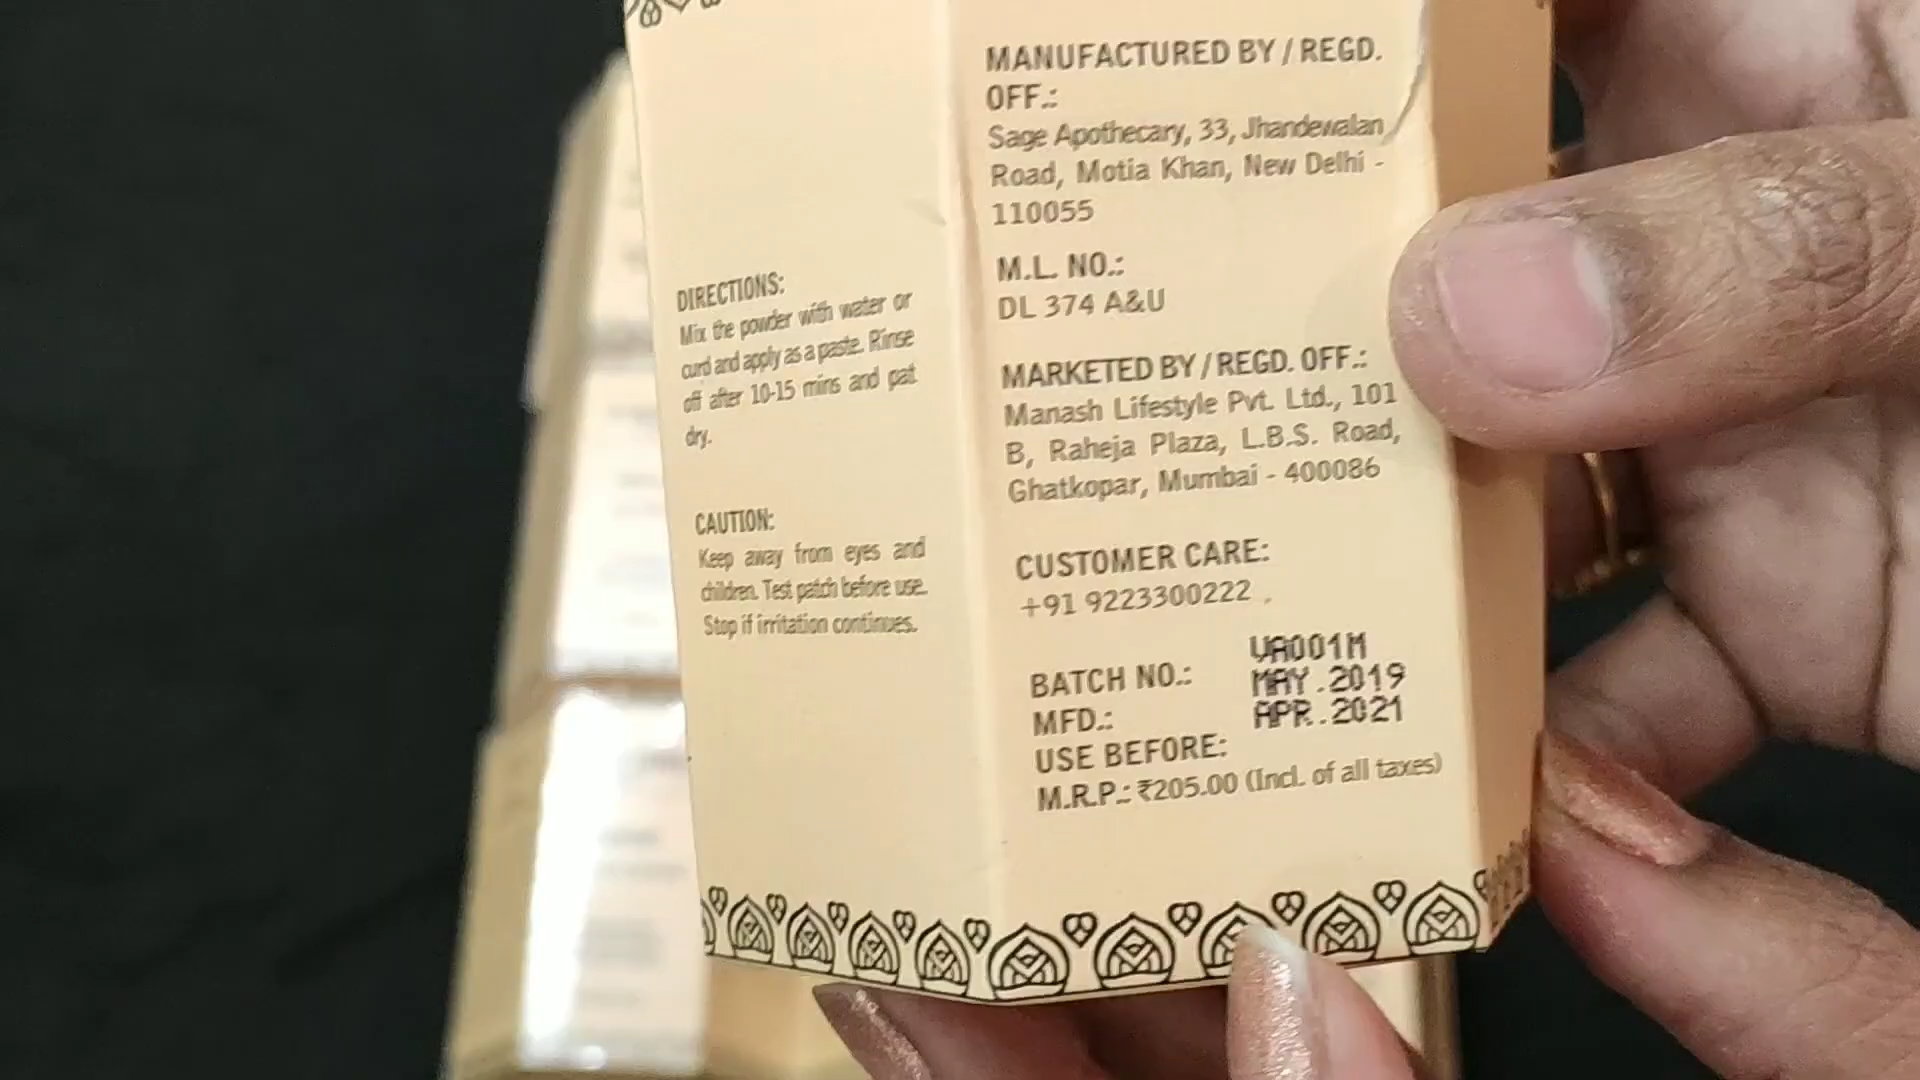 DIRECTIONS:
Mix the powder with water or
curd and apply as a paste. Rinse
off after 10-15 mins and pat
dry.
CAUTION:
Keep away from eyes and
children. Test patch before use.
Stop if irritation continues.
MANUFACTURED BY / REGD.
OFF.:
Sage Apothecary, 33, Jhandewalan
Road, Motia Khan, New Delhi -
110055
M.L. NO.:
DL 374 A&U
MARKETED BY / REGD. OFF.:
Manash Lifestyle Pvt. Ltd., 101
B, Raheja Plaza, L.B.S. Road,
Ghatkopar, Mumbai - 400086
CUSTOMER CARE:
+91 9223300222
BATCH NO.: VA001M
MFD.: MAY.2019
USE BEFORE: APR.2021
M.R.P.: ₹205.00 (Incl. of all taxes)